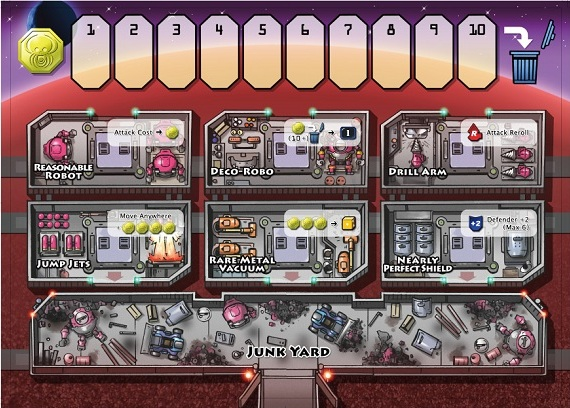 1 2 3 4 5 6 7 8 9 10
Attack Cost
REASONABLE
ROBOT
(10+)
1
DECO-ROBO
R Attack Reroll
DRILL ARM
Move Anywhere
JUMP JETS
RARE METAL
VACUUM
+2 Defender +2
(Max 6)
NEARLY
PERFECT SHIELD
JUNK YARD